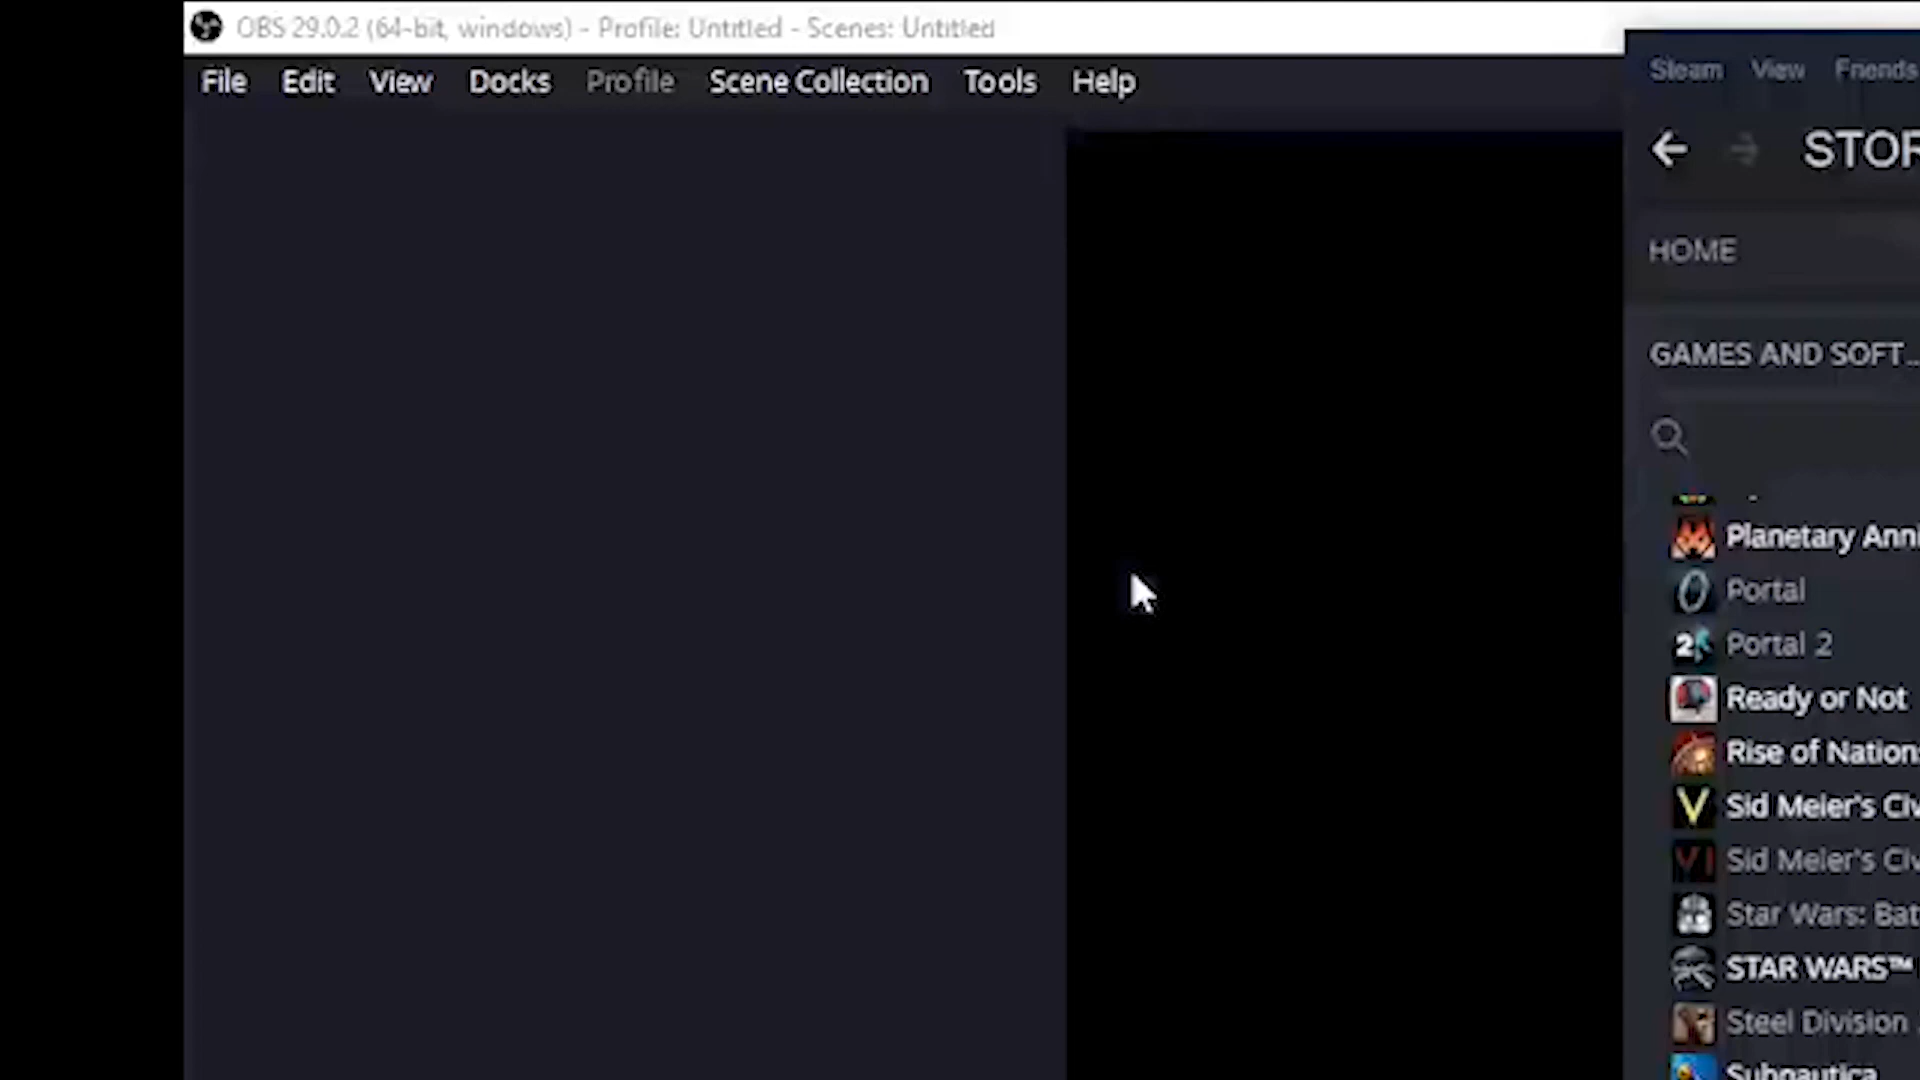 OBS 29.0.2 (64-bit, windows) - Profile: Untitled - Scenes: Untitled
File Edit View Docks Profile Scene Collection Tools Help
Steam View Friends
STOR
HOME
GAMES AND SOFT...
Planetary Anni
Portal
Portal 2
Ready or Not
Rise of Nations
Sid Meier's Civ
Sid Meier's Civ
Star Wars: Bat
STAR WARS™
Steel Division
Subnautica